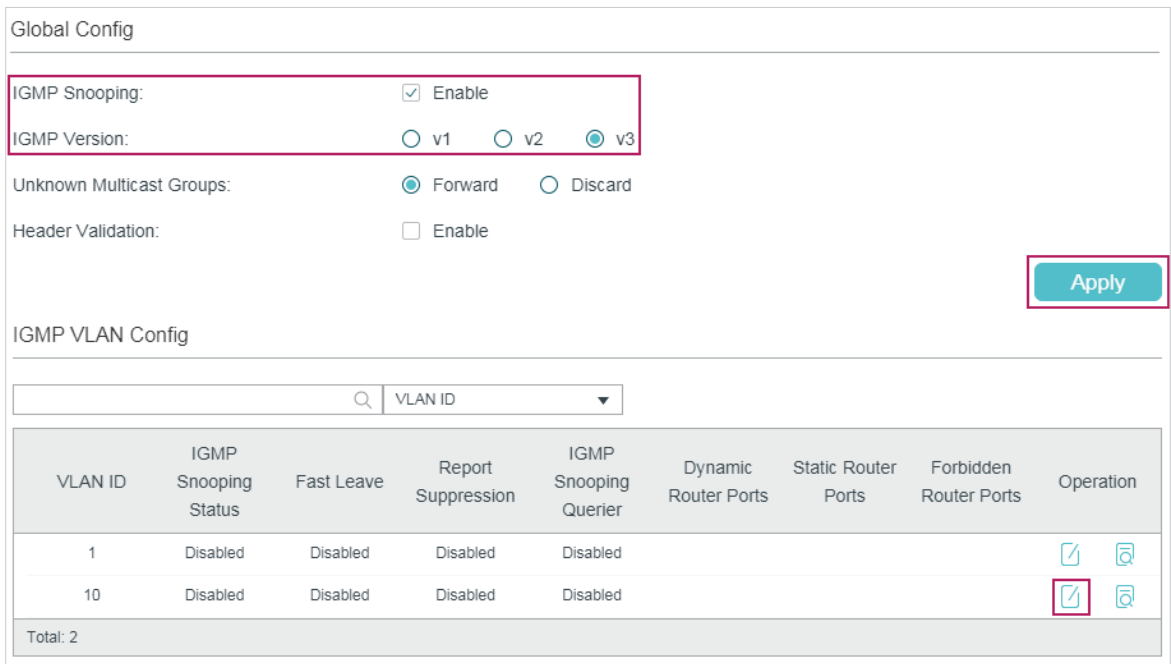 Global Config
IGMP Snooping: Enable
IGMP Version: v1 v2 v3
Unknown Multicast Groups: Forward Discard
Header Validation: Enable
Apply
IGMP VLAN Config
VLAN ID
VLAN ID IGMP Snooping Status Fast Leave Report Suppression IGMP Snooping Querier Dynamic Router Ports Static Router Ports Forbidden Router Ports Operation
1 Disabled Disabled Disabled Disabled
10 Disabled Disabled Disabled Disabled
Total: 2